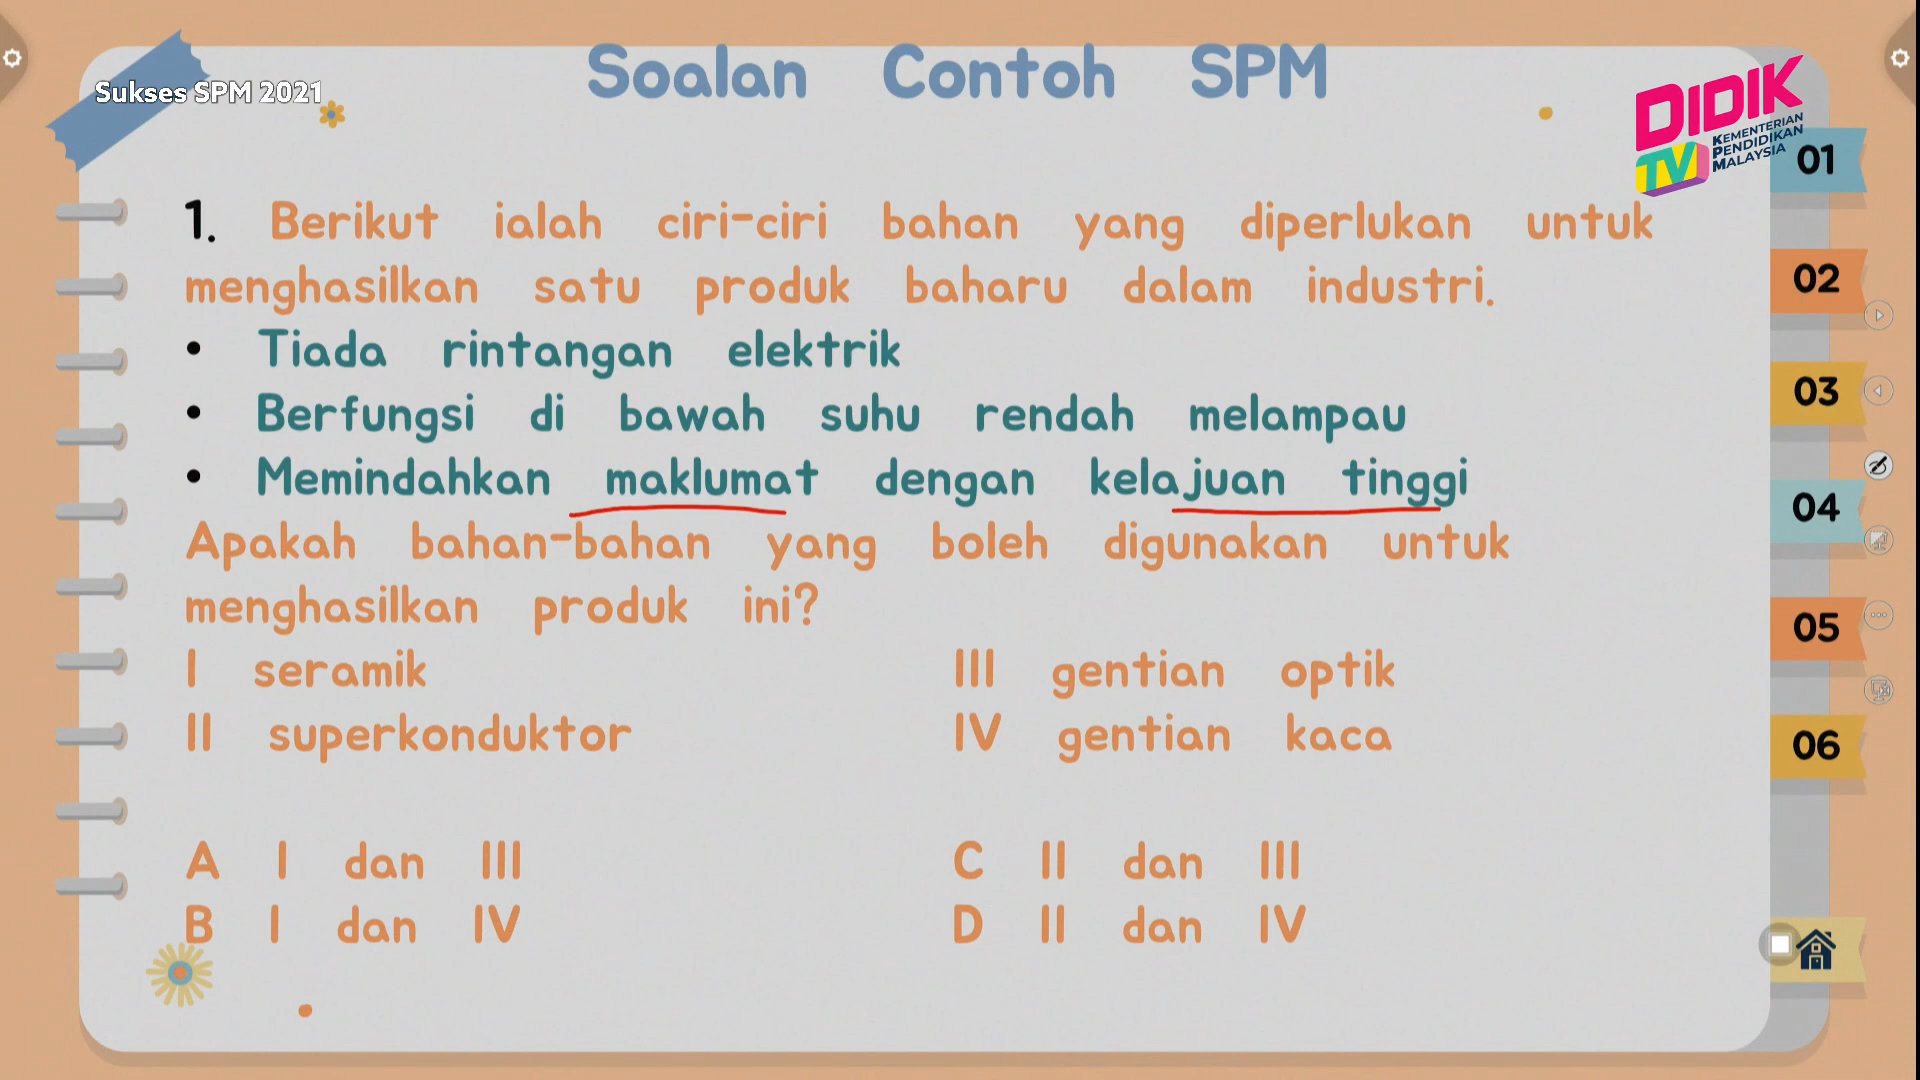 Soalan Contoh SPM
Sukses SPM 2021
DIDIK
TV
KEMENTERIAN
PENDIDIKAN
MALAYSIA
1. Berikut ialah ciri-ciri bahan yang diperlukan untuk
menghasilkan satu produk baharu dalam industri.
• Tiada rintangan elektrik
• Berfungsi di bawah suhu rendah melampau
• Memindahkan maklumat dengan kelajuan tinggi
Apakah bahan-bahan yang boleh digunakan untuk
menghasilkan produk ini?
I seramik III gentian optik
II superkonduktor IV gentian kaca
A I dan III C II dan III
B I dan IV D II dan IV
01
02
03
04
05
06